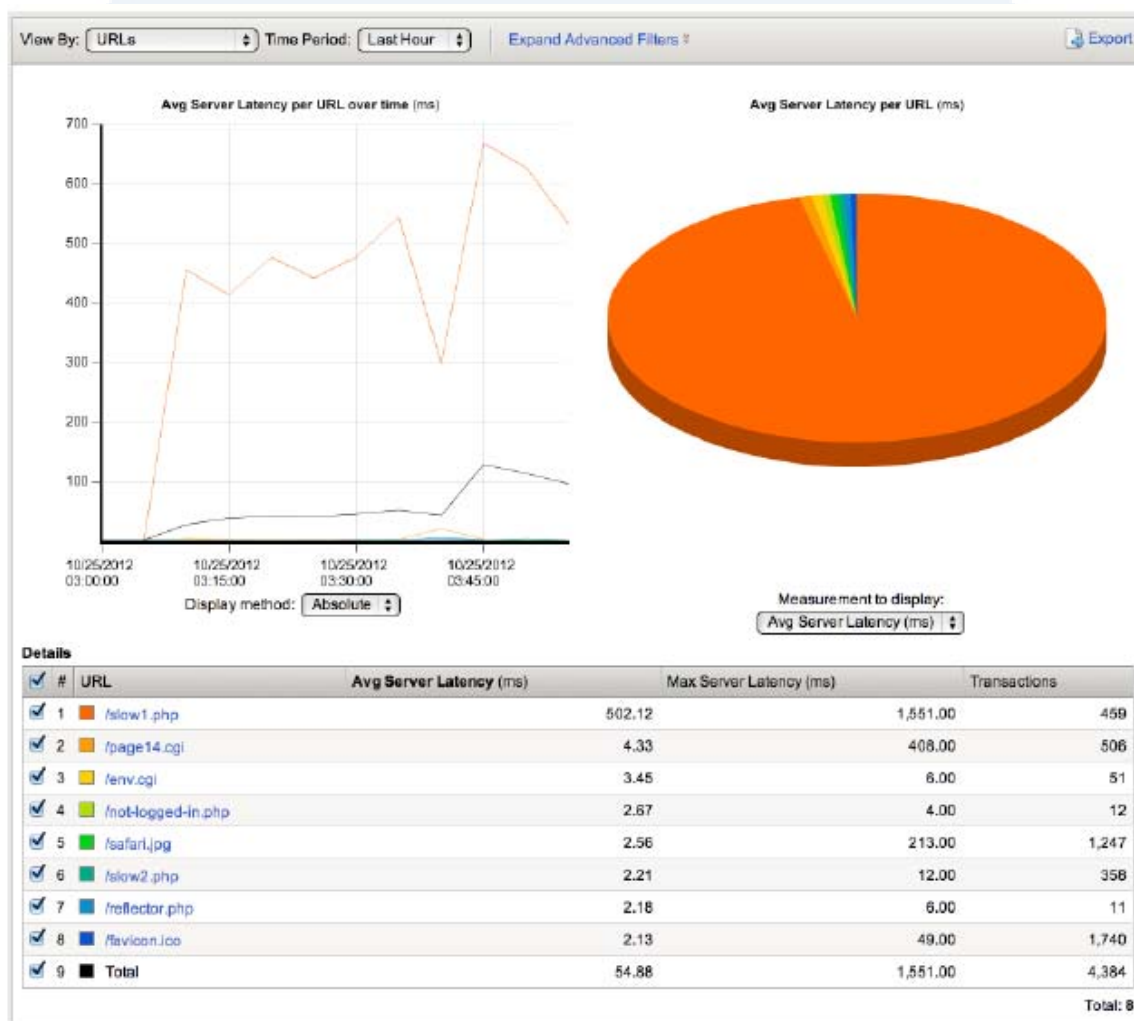 View By: URLs Time Period: Last Hour Expand Advanced Filters Export
Avg Server Latency per URL over time (ms)
700
600
500
400
300
200
100
10/25/2012 10/25/2012 10/25/2012 10/25/2012
03:00:00 03:15:00 03:30:00 03:45:00
Display method: Absolute
Avg Server Latency per URL (ms)
Measurement to display:
Avg Server Latency (ms)
Details
# URL Avg Server Latency (ms) Max Server Latency (ms) Transactions
1 /slow1.php 502.12 1,551.00 459
2 /page14.cgi 4.33 408.00 506
3 /env.cgi 3.45 6.00 51
4 /not-logged-in.php 2.67 4.00 12
5 /safari.jpg 2.56 213.00 1,247
6 /slow2.php 2.21 12.00 358
7 /reflector.php 2.18 6.00 11
8 /favicon.ico 2.13 49.00 1,740
9 Total 54.88 1,551.00 4,384
Total: 8